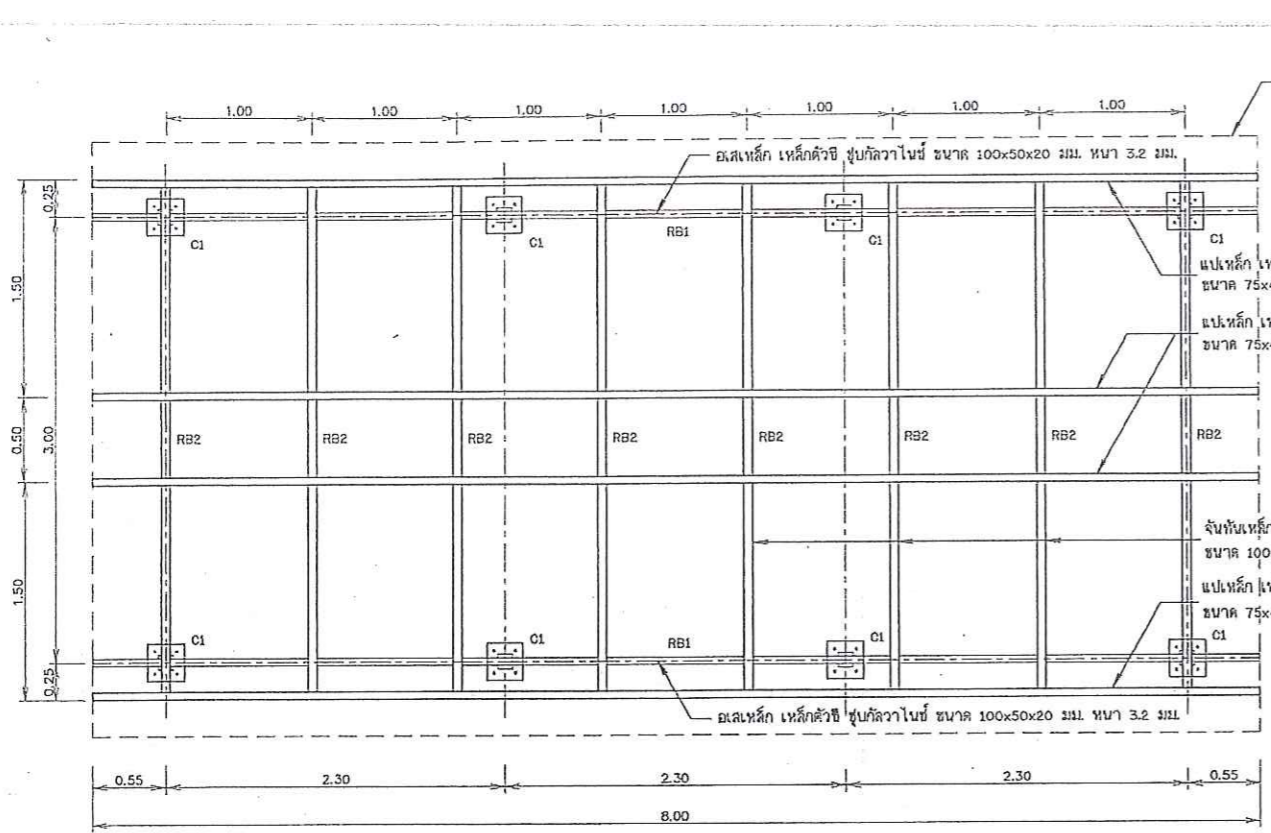 1.00 1.00 1.00 1.00 1.00 1.00 1.00
อเสเหล็ก เหล็กตัวซี ชุบกัลวาไนซ์ ขนาด 100x50x20 มม. หนา 3.2 มม.
0.25
C1 C1 RB1 C1 C1
แปเหล็ก
ขนาด 75x
1.50
แปเหล็ก
ขนาด 75x
0.50 3.00 RB2 RB2 RB2 RB2 RB2 RB2 RB2 RB2
จันทันเหล็ก
ขนาด 100
1.50
แปเหล็ก
ขนาด 75x
C1 C1 RB1 C1 C1
0.25
อเสเหล็ก เหล็กตัวซี ชุบกัลวาไนซ์ ขนาด 100x50x20 มม. หนา 3.2 มม.
0.55 2.30 2.30 2.30 0.55
8.00